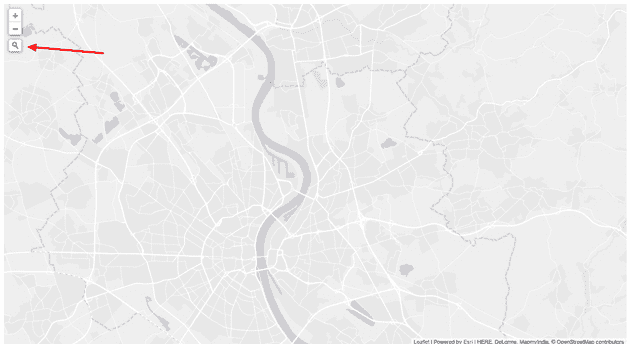 +
−
Leaflet | Powered by Esri | HERE, DeLorme, MapmyIndia, © OpenStreetMap contributors